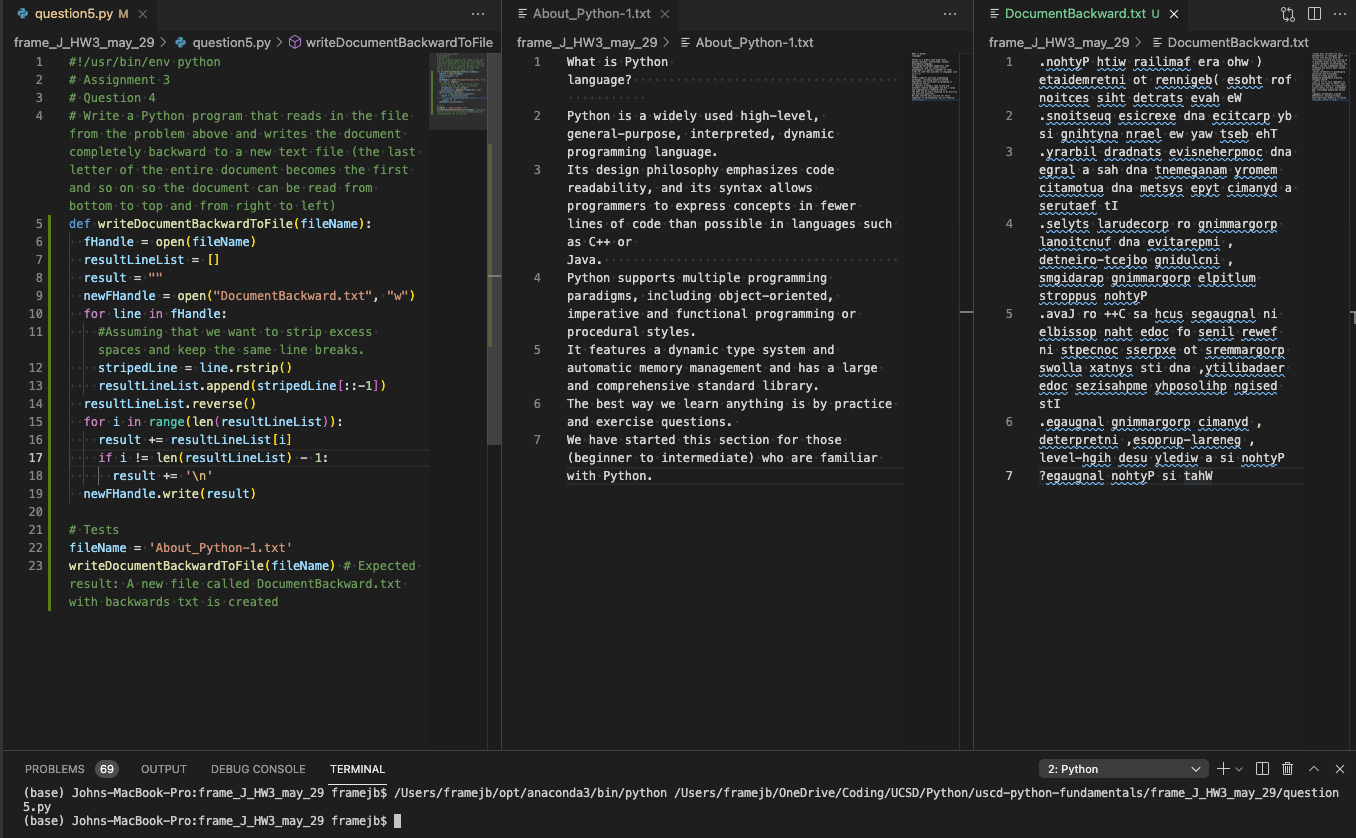 question5.py M
About_Python-1.txt
DocumentBackward.txt U
frame_J_HW3_may_29 > question5.py > writeDocumentBackwardToFile
frame_J_HW3_may_29 > About_Python-1.txt
frame_J_HW3_may_29 > DocumentBackward.txt
1 #!/usr/bin/env python
2 # Assignment 3
3 # Question 4
4 # Write a Python program that reads in the file
from the problem above and writes the document
completely backward to a new text file (the last
letter of the entire document becomes the first
and so on so the document can be read from
bottom to top and from right to left)
5 def writeDocumentBackwardToFile(fileName):
6 fHandle = open(fileName)
7 resultLineList = []
8 result = ""
9 newFHandle = open("DocumentBackward.txt", "w")
10 for line in fHandle:
11 #Assuming that we want to strip excess
spaces and keep the same line breaks.
12 stripedLine = line.rstrip()
13 resultLineList.append(stripedLine[::-1])
14 resultLineList.reverse()
15 for i in range(len(resultLineList)):
16 result += resultLineList[i]
17 if i != len(resultLineList) - 1:
18 result += '\n'
19 newFHandle.write(result)
20
21 # Tests
22 fileName = 'About_Python-1.txt'
23 writeDocumentBackwardToFile(fileName) # Expected
result: A new file called DocumentBackward.txt
with backwards txt is created
1 What is Python
language?
2 Python is a widely used high-level,
general-purpose, interpreted, dynamic
programming language.
3 Its design philosophy emphasizes code
readability, and its syntax allows
programmers to express concepts in fewer
lines of code than possible in languages such
as C++ or
Java.
4 Python supports multiple programming
paradigms, including object-oriented,
imperative and functional programming or
procedural styles.
5 It features a dynamic type system and
automatic memory management and has a large
and comprehensive standard library.
6 The best way we learn anything is by practice
and exercise questions.
7 We have started this section for those
(beginner to intermediate) who are familiar
with Python.
1 .nohtyP htiw railimaf era ohw )
etaidemretni ot rennigeb( esoht rof
noitces siht detrats evah eW
2 .snoitseuq esicrexe dna ecitcarp yb
si gnihtyna nrael ew yaw tseb ehT
3 .yrarbil dradnats evisneherpmoc dna
egral a sah dna tnemeganam yromem
citamotua dna metsys epyt cimanyd a
serutaef tI
4 .selyts larudecorp ro gnimmargorp
lanoitcnuf dna evitarepmi ,
detneiro-tcejbo gnidulcni ,
smgidarap gnimmargorp elpitlum
stroppus nohtyP
5 .avaJ ro ++C sa hcus segaugnal ni
elbissop naht edoc fo senil rewef
ni stpecnoc sserpxe ot sremmargorp
swolla xatnys sti dna ,ytilibadaer
edoc sezisahpme yhposolihp ngised
stI
6 .egaugnal gnimmargorp cimanyd ,
deterpretni ,esoprup-lareneg ,
level-hgih desu ylediw a si nohtyP
7 ?egaugnal nohtyP si tahW
PROBLEMS 69 OUTPUT DEBUG CONSOLE TERMINAL
2: Python
(base) Johns-MacBook-Pro:frame_J_HW3_may_29 framejb$ /Users/framejb/opt/anaconda3/bin/python /Users/framejb/OneDrive/Coding/UCSD/Python/uscd-python-fundamentals/frame_J_HW3_may_29/question
5.py
(base) Johns-MacBook-Pro:frame_J_HW3_may_29 framejb$